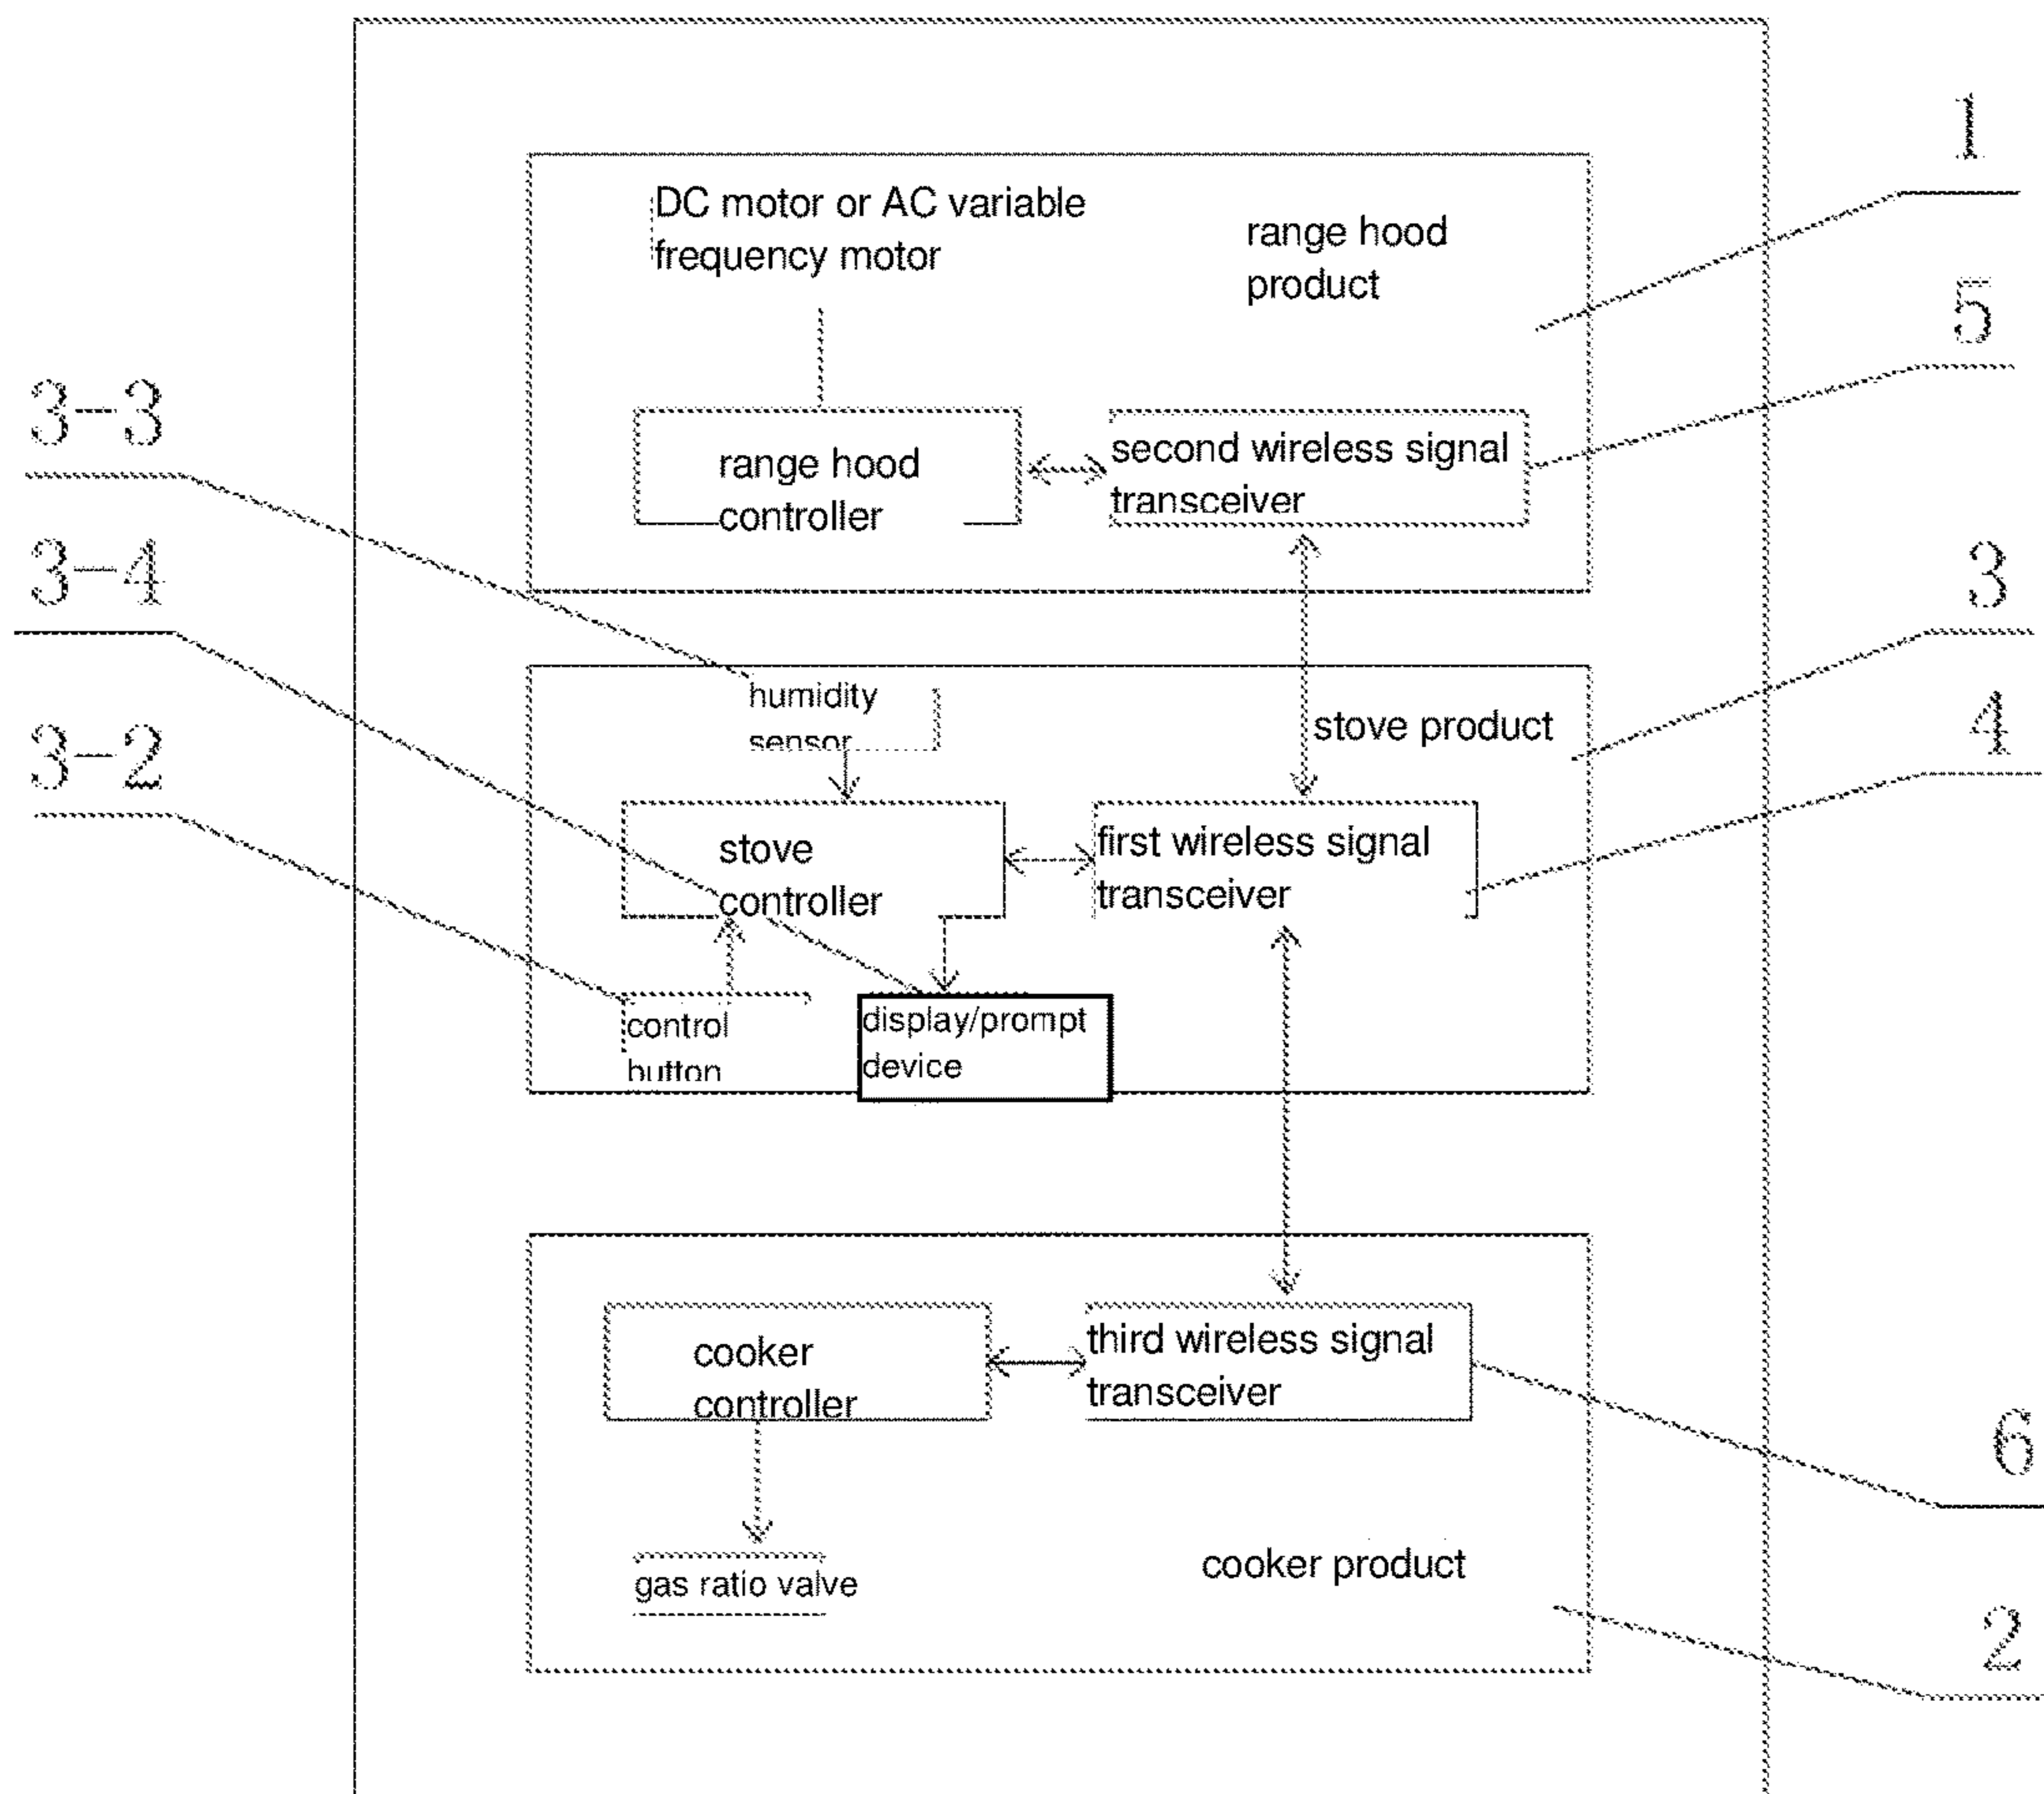 1
DC motor or AC variable
frequency motor
range hood
product
5
3-3
range hood
controller
second wireless signal
transceiver
3-4
3
humidity
sensor
stove product
4
3-2
stove
controller
first wireless signal
transceiver
control
button
display/prompt
device
cooker
controller
third wireless signal
transceiver
6
gas ratio valve
cooker product
2